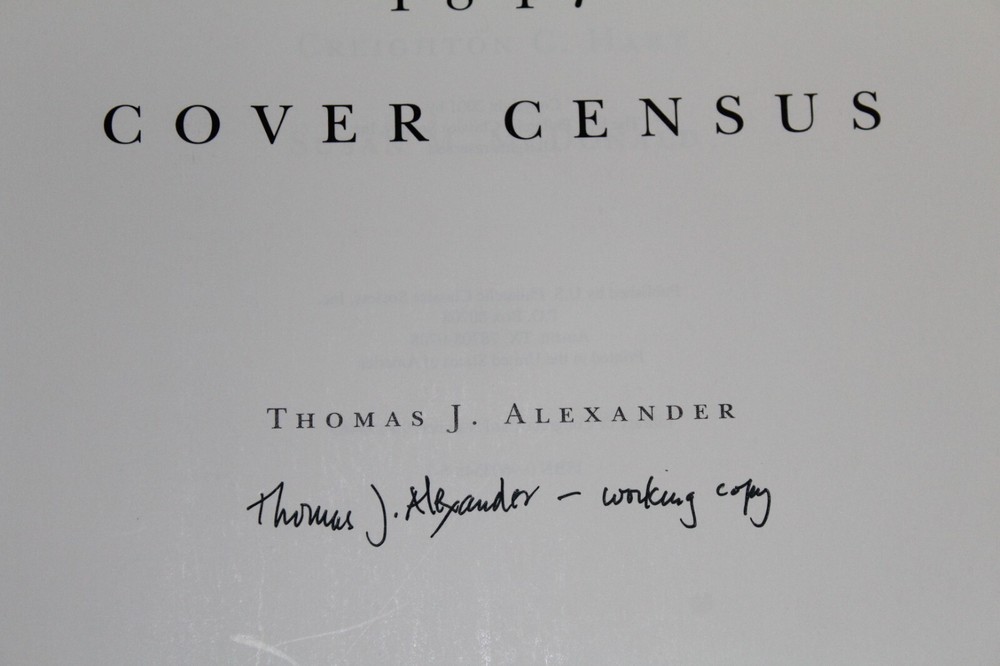 COVER CENSUS
THOMAS J. ALEXANDER
Thomas J. Alexander – working copy